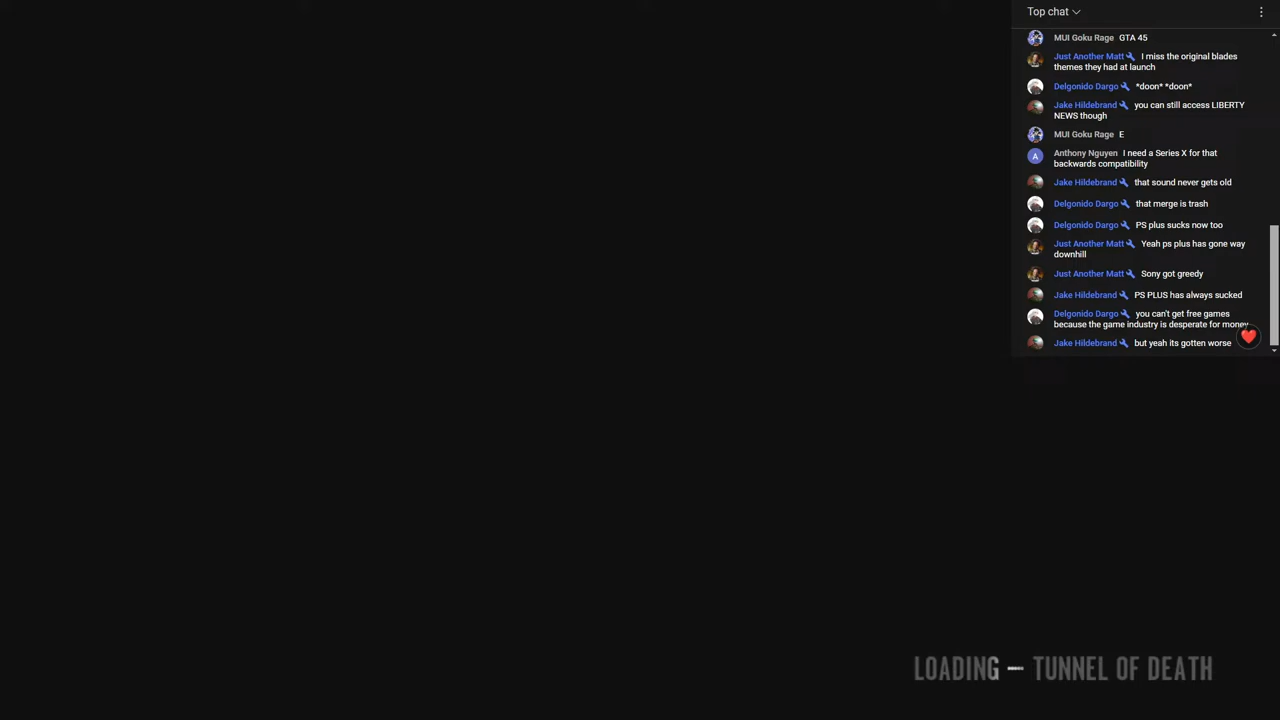 Top chat
MUI Goku Rage GTA 45
Just Another Matt I miss the original blades
themes they had at launch
Delgonido Dargo *doon* *doon*
Jake Hildebrand you can still access LIBERTY
NEWS though
MUI Goku Rage E
A Anthony Nguyen I need a Series X for that
backwards compatibility
Jake Hildebrand that sound never gets old
Delgonido Dargo that merge is trash
Delgonido Dargo PS plus sucks now too
Just Another Matt Yeah ps plus has gone way
downhill
Just Another Matt Sony got greedy
Jake Hildebrand PS PLUS has always sucked
Delgonido Dargo you can't get free games
because the game industry is desperate for money
Jake Hildebrand but yeah its gotten worse
LOADING — TUNNEL OF DEATH